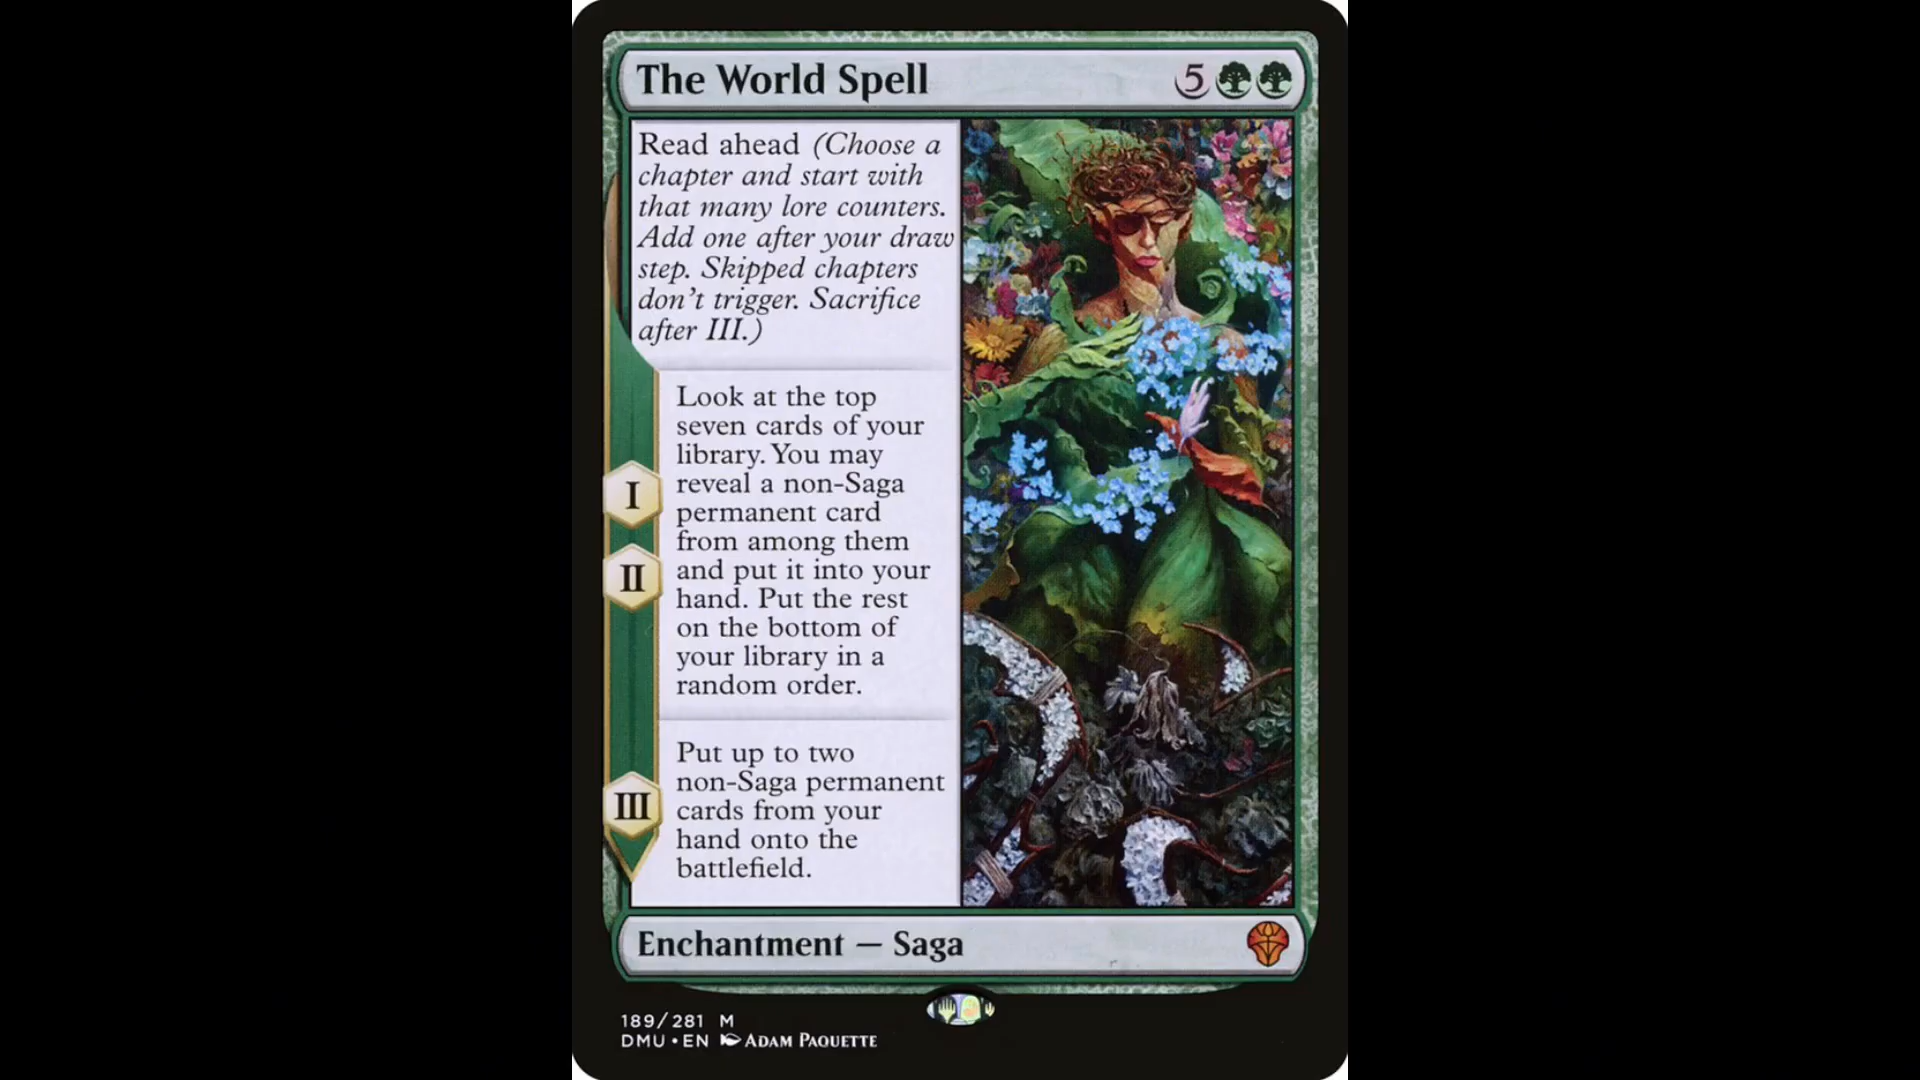 The World Spell 5
Read ahead (Choose a
chapter and start with
that many lore counters.
Add one after your draw
step. Skipped chapters
don't trigger. Sacrifice
after III.)
I
II
Look at the top
seven cards of your
library. You may
reveal a non-Saga
permanent card
from among them
and put it into your
hand. Put the rest
on the bottom of
your library in a
random order.
III
Put up to two
non-Saga permanent
cards from your
hand onto the
battlefield.
Enchantment — Saga
189/281 M
DMU • EN ADAM PAQUETTE